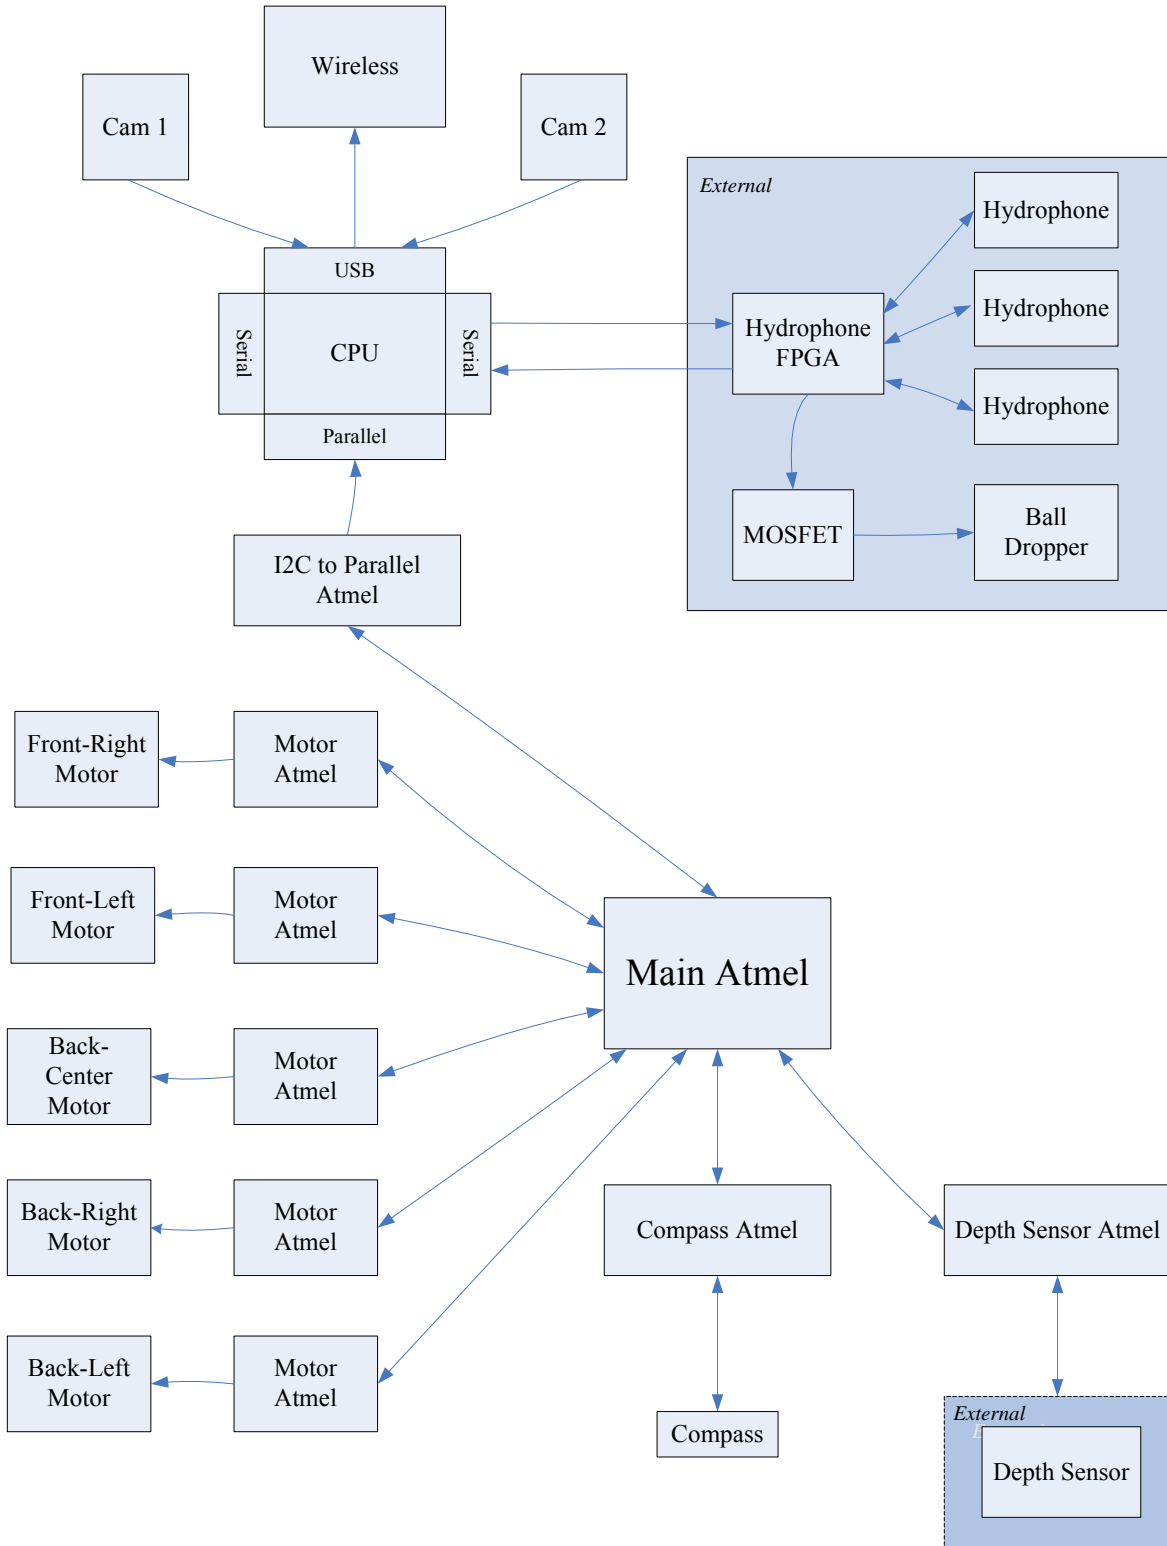 Wireless
Cam 1
Cam 2
External
Hydrophone
USB
Hydrophone
Serial
CPU
Serial
Hydrophone
FPGA
Hydrophone
Parallel
MOSFET
Ball
Dropper
I2C to Parallel
Atmel
Front-Right
Motor
Motor
Atmel
Front-Left
Motor
Motor
Atmel
Main Atmel
Back-
Center
Motor
Motor
Atmel
Back-Right
Motor
Motor
Atmel
Compass Atmel
Depth Sensor Atmel
Back-Left
Motor
Motor
Atmel
Compass
External
Depth Sensor